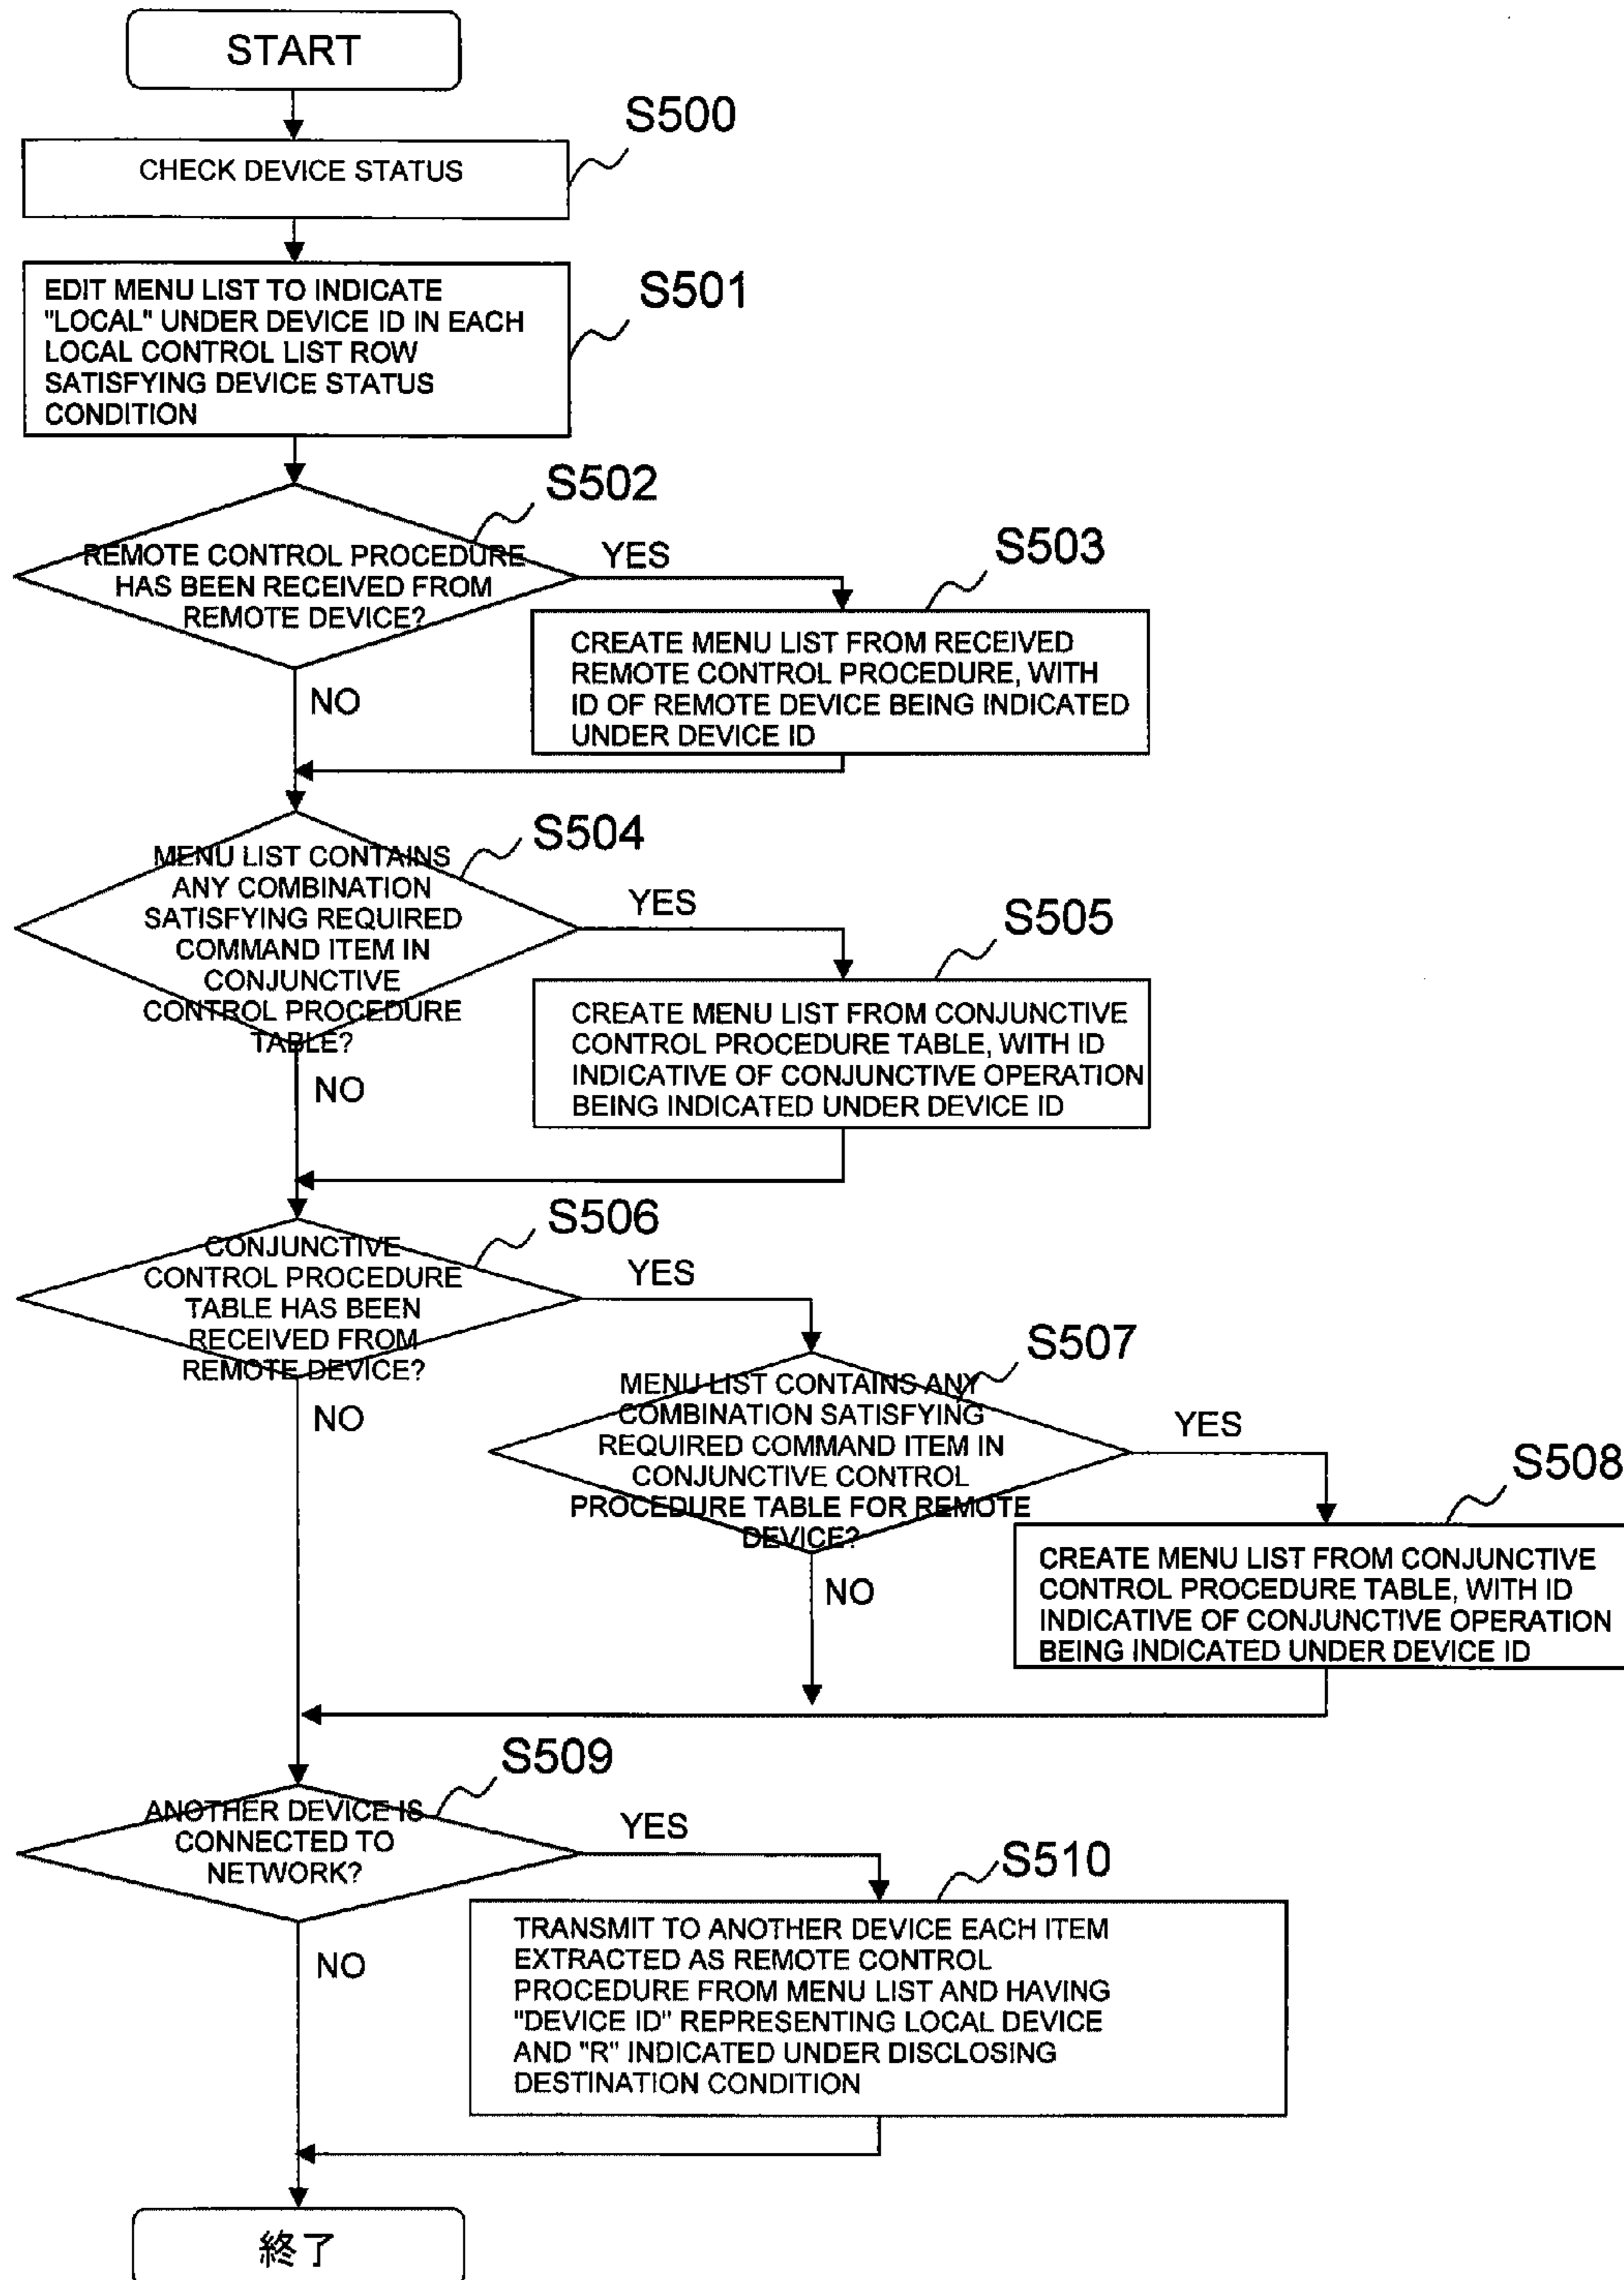 START
S500
CHECK DEVICE STATUS
S501
EDIT MENU LIST TO INDICATE
"LOCAL" UNDER DEVICE ID IN EACH
LOCAL CONTROL LIST ROW
SATISFYING DEVICE STATUS
CONDITION
S502
REMOTE CONTROL PROCEDURE
HAS BEEN RECEIVED FROM
REMOTE DEVICE?
YES
NO
S503
CREATE MENU LIST FROM RECEIVED
REMOTE CONTROL PROCEDURE, WITH
ID OF REMOTE DEVICE BEING INDICATED
UNDER DEVICE ID
S504
MENU LIST CONTAINS
ANY COMBINATION
SATISFYING REQUIRED
COMMAND ITEM IN
CONJUNCTIVE
CONTROL PROCEDURE
TABLE?
YES
NO
S505
CREATE MENU LIST FROM CONJUNCTIVE
CONTROL PROCEDURE TABLE, WITH ID
INDICATIVE OF CONJUNCTIVE OPERATION
BEING INDICATED UNDER DEVICE ID
S506
CONJUNCTIVE
CONTROL PROCEDURE
TABLE HAS BEEN
RECEIVED FROM
REMOTE DEVICE?
YES
NO
S507
MENU LIST CONTAINS ANY
COMBINATION SATISFYING
REQUIRED COMMAND ITEM IN
CONJUNCTIVE CONTROL
PROCEDURE TABLE FOR REMOTE
DEVICE?
YES
NO
S508
CREATE MENU LIST FROM CONJUNCTIVE
CONTROL PROCEDURE TABLE, WITH ID
INDICATIVE OF CONJUNCTIVE OPERATION
BEING INDICATED UNDER DEVICE ID
S509
ANOTHER DEVICE IS
CONNECTED TO
NETWORK?
YES
NO
S510
TRANSMIT TO ANOTHER DEVICE EACH ITEM
EXTRACTED AS REMOTE CONTROL
PROCEDURE FROM MENU LIST AND HAVING
"DEVICE ID" REPRESENTING LOCAL DEVICE
AND "R" INDICATED UNDER DISCLOSING
DESTINATION CONDITION
終了